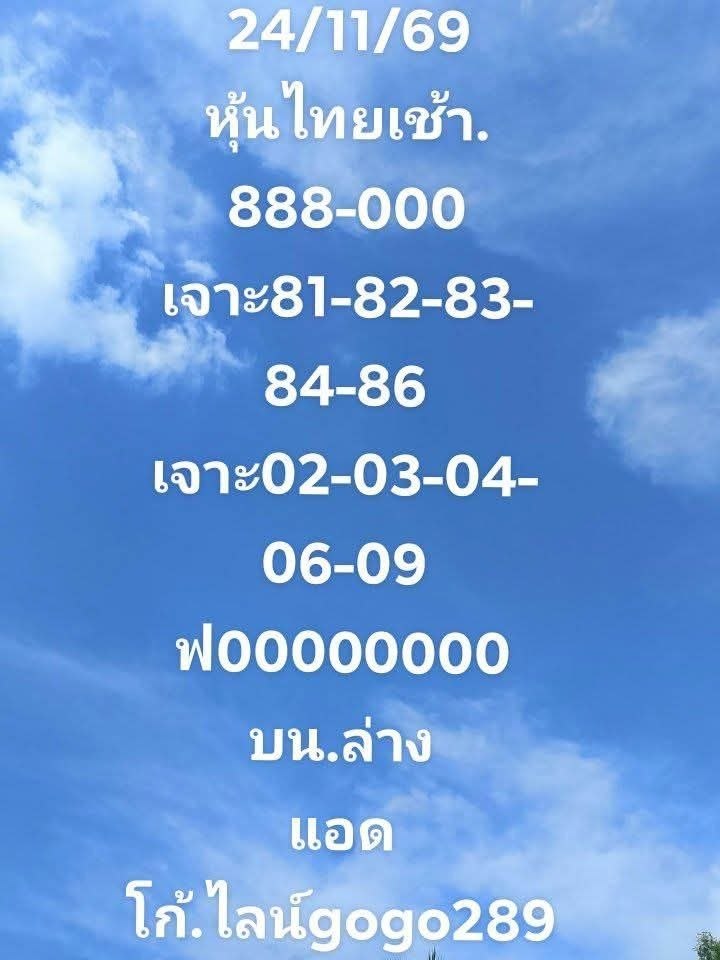 24/11/69
หุ้นไทยเช้า.
888-000
เจาะ81-82-83-
84-86
เจาะ02-03-04-
06-09
ฟ00000000
บน.ล่าง
แอด
โก้.ไลน์gogo289